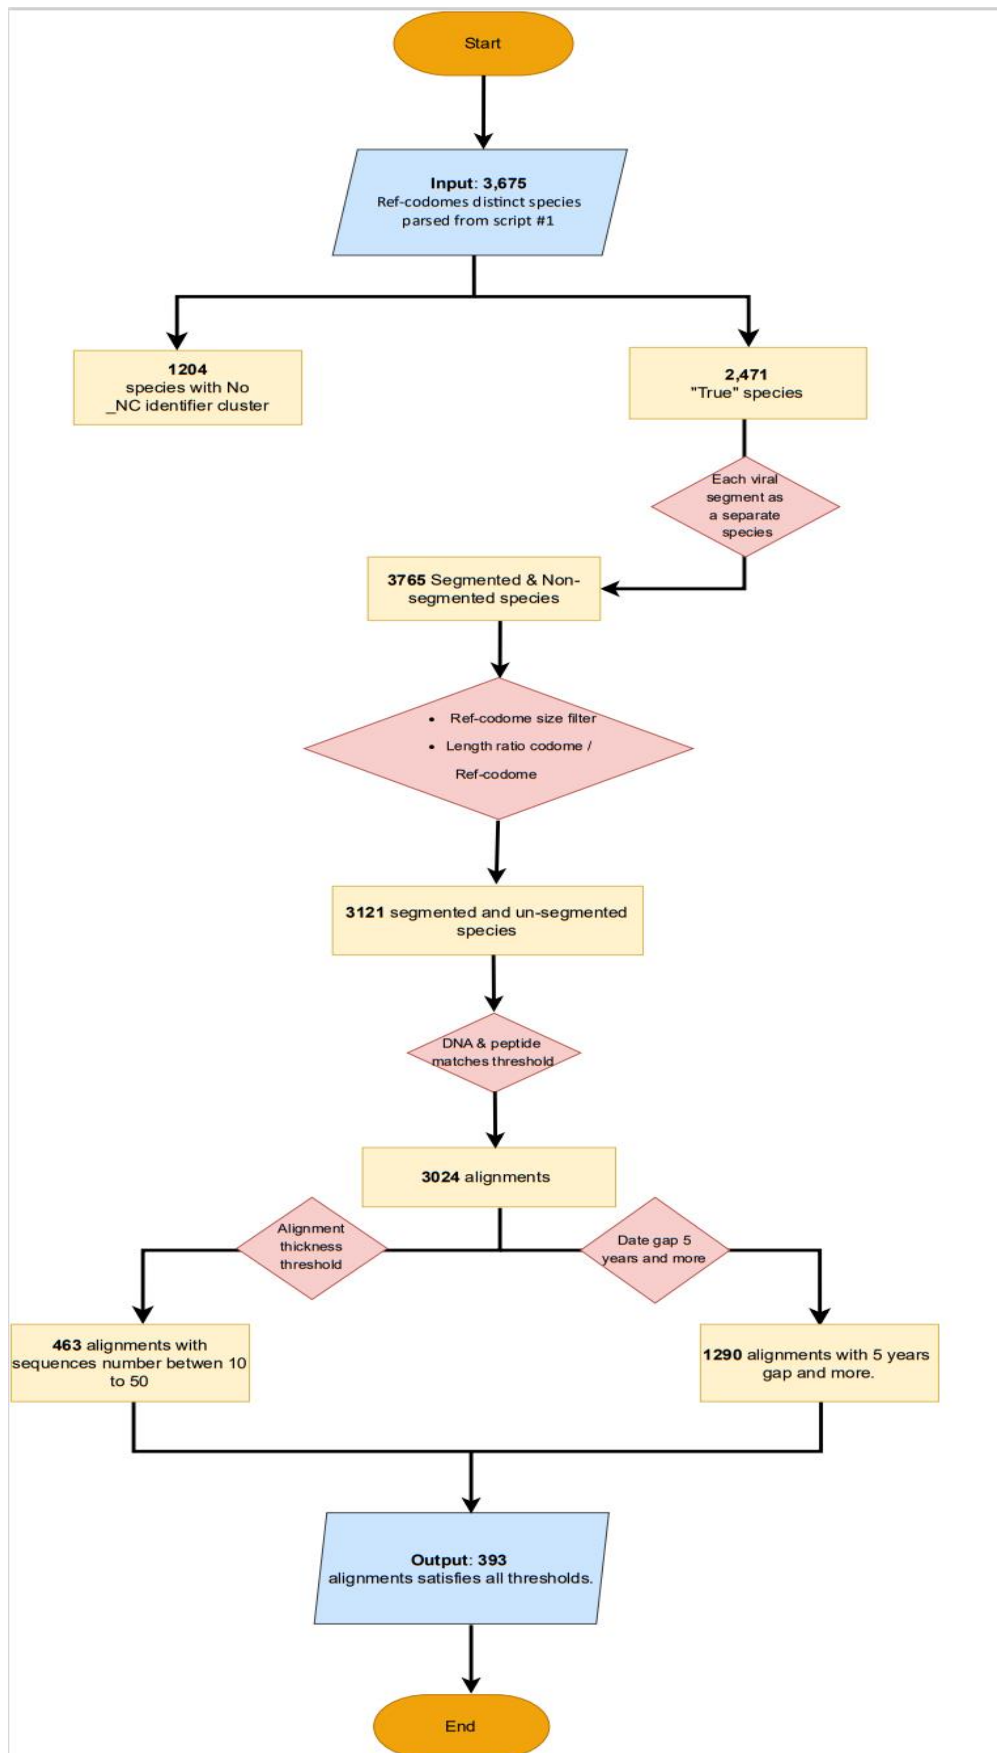 Start
Input: 3,675
Ref-codomes distinct species
parsed from script #1
1204
species with No
_NC identifier cluster
2,471
"True" species
Each viral
segment as
a separate
species
3765 Segmented & Non-
segmented species
• Ref-codome size filter
• Length ratio codome /
Ref-codome
3121 segmented and un-segmented
species
DNA & peptide
matches threshold
3024 alignments
Alignment
thickness
threshold
Date gap 5
years and more
463 alignments with
sequences number betwen 10
to 50
1290 alignments with 5 years
gap and more.
Output: 393
alignments satisfies all thresholds.
End